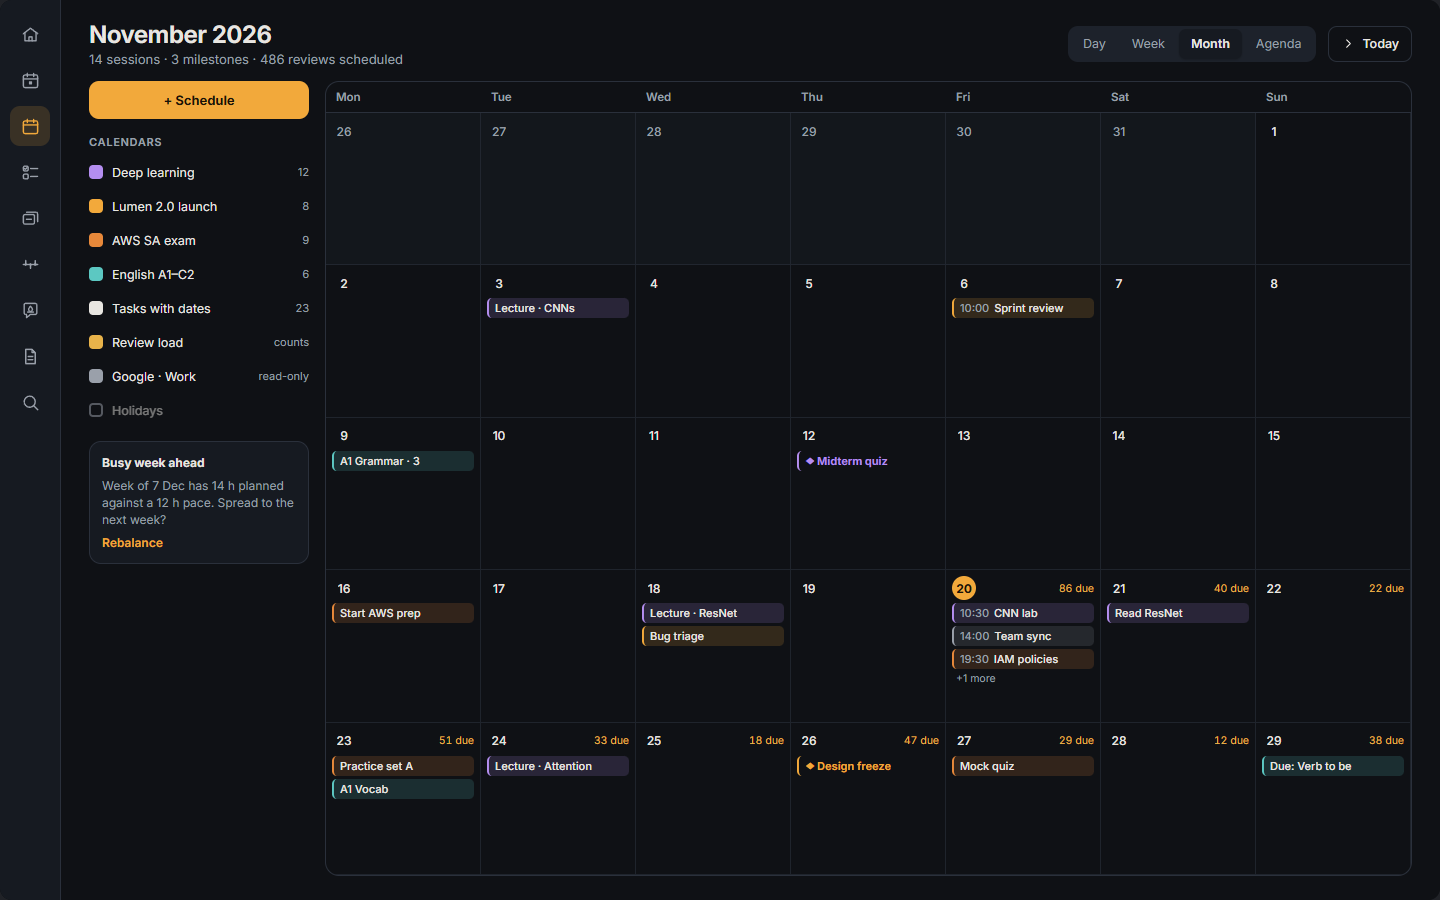 November 2026
14 sessions · 3 milestones · 486 reviews scheduled
Day Week Month Agenda
Today
+ Schedule
CALENDARS
Deep learning 12
Lumen 2.0 launch 8
AWS SA exam 9
English A1–C2 6
Tasks with dates 23
Review load counts
Google · Work read-only
Holidays
Busy week ahead
Week of 7 Dec has 14 h planned
against a 12 h pace. Spread to the
next week?
Rebalance
Mon Tue Wed Thu Fri Sat Sun
26 27 28 29 30 31 1
2 3 4 5 6 7 8
Lecture · CNNs
10:00 Sprint review
9 10 11 12 13 14 15
A1 Grammar · 3
◆ Midterm quiz
16 17 18 19 20 86 due 21 40 due 22 22 due
Start AWS prep
Lecture · ResNet
Bug triage
10:30 CNN lab
14:00 Team sync
19:30 IAM policies
+1 more
Read ResNet
23 51 due 24 33 due 25 18 due 26 47 due 27 29 due 28 12 due 29 38 due
Practice set A
A1 Vocab
Lecture · Attention
◆ Design freeze
Mock quiz
Due: Verb to be